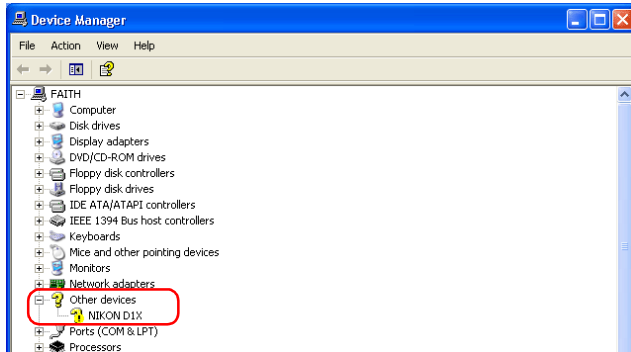 Device Manager
File Action View Help
FAITH
Computer
Disk drives
Display adapters
DVD/CD-ROM drives
Floppy disk controllers
Floppy disk drives
IDE ATA/ATAPI controllers
IEEE 1394 Bus host controllers
Keyboards
Mice and other pointing devices
Monitors
Network adapters
Other devices
NIKON D1X
Ports (COM & LPT)
Processors